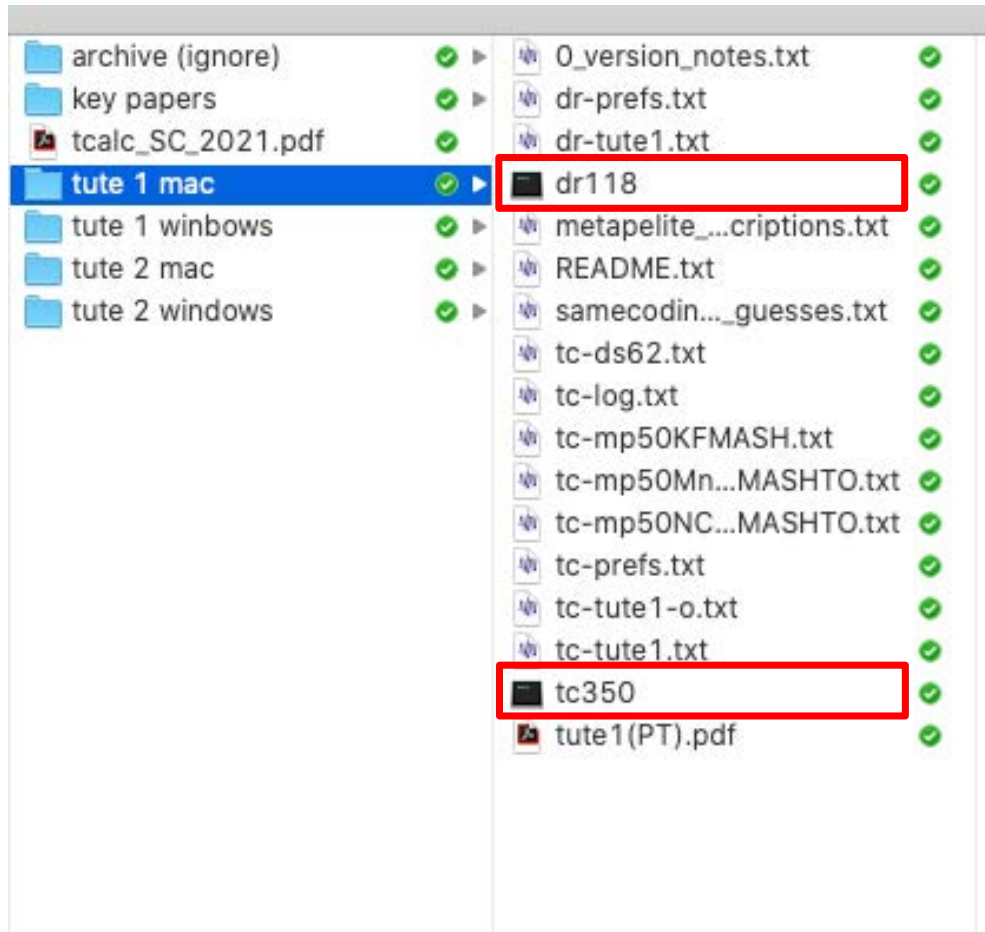 archive (ignore)
key papers
tcalc_SC_2021.pdf
tute 1 mac
tute 1 winbows
tute 2 mac
tute 2 windows
0_version_notes.txt
dr-prefs.txt
dr-tute1.txt
dr118
metapelite_...criptions.txt
README.txt
samecodin..._guesses.txt
tc-ds62.txt
tc-log.txt
tc-mp50KFMASH.txt
tc-mp50Mn...MASHTO.txt
tc-mp50NC...MASHTO.txt
tc-prefs.txt
tc-tute1-o.txt
tc-tute1.txt
tc350
tute1(PT).pdf